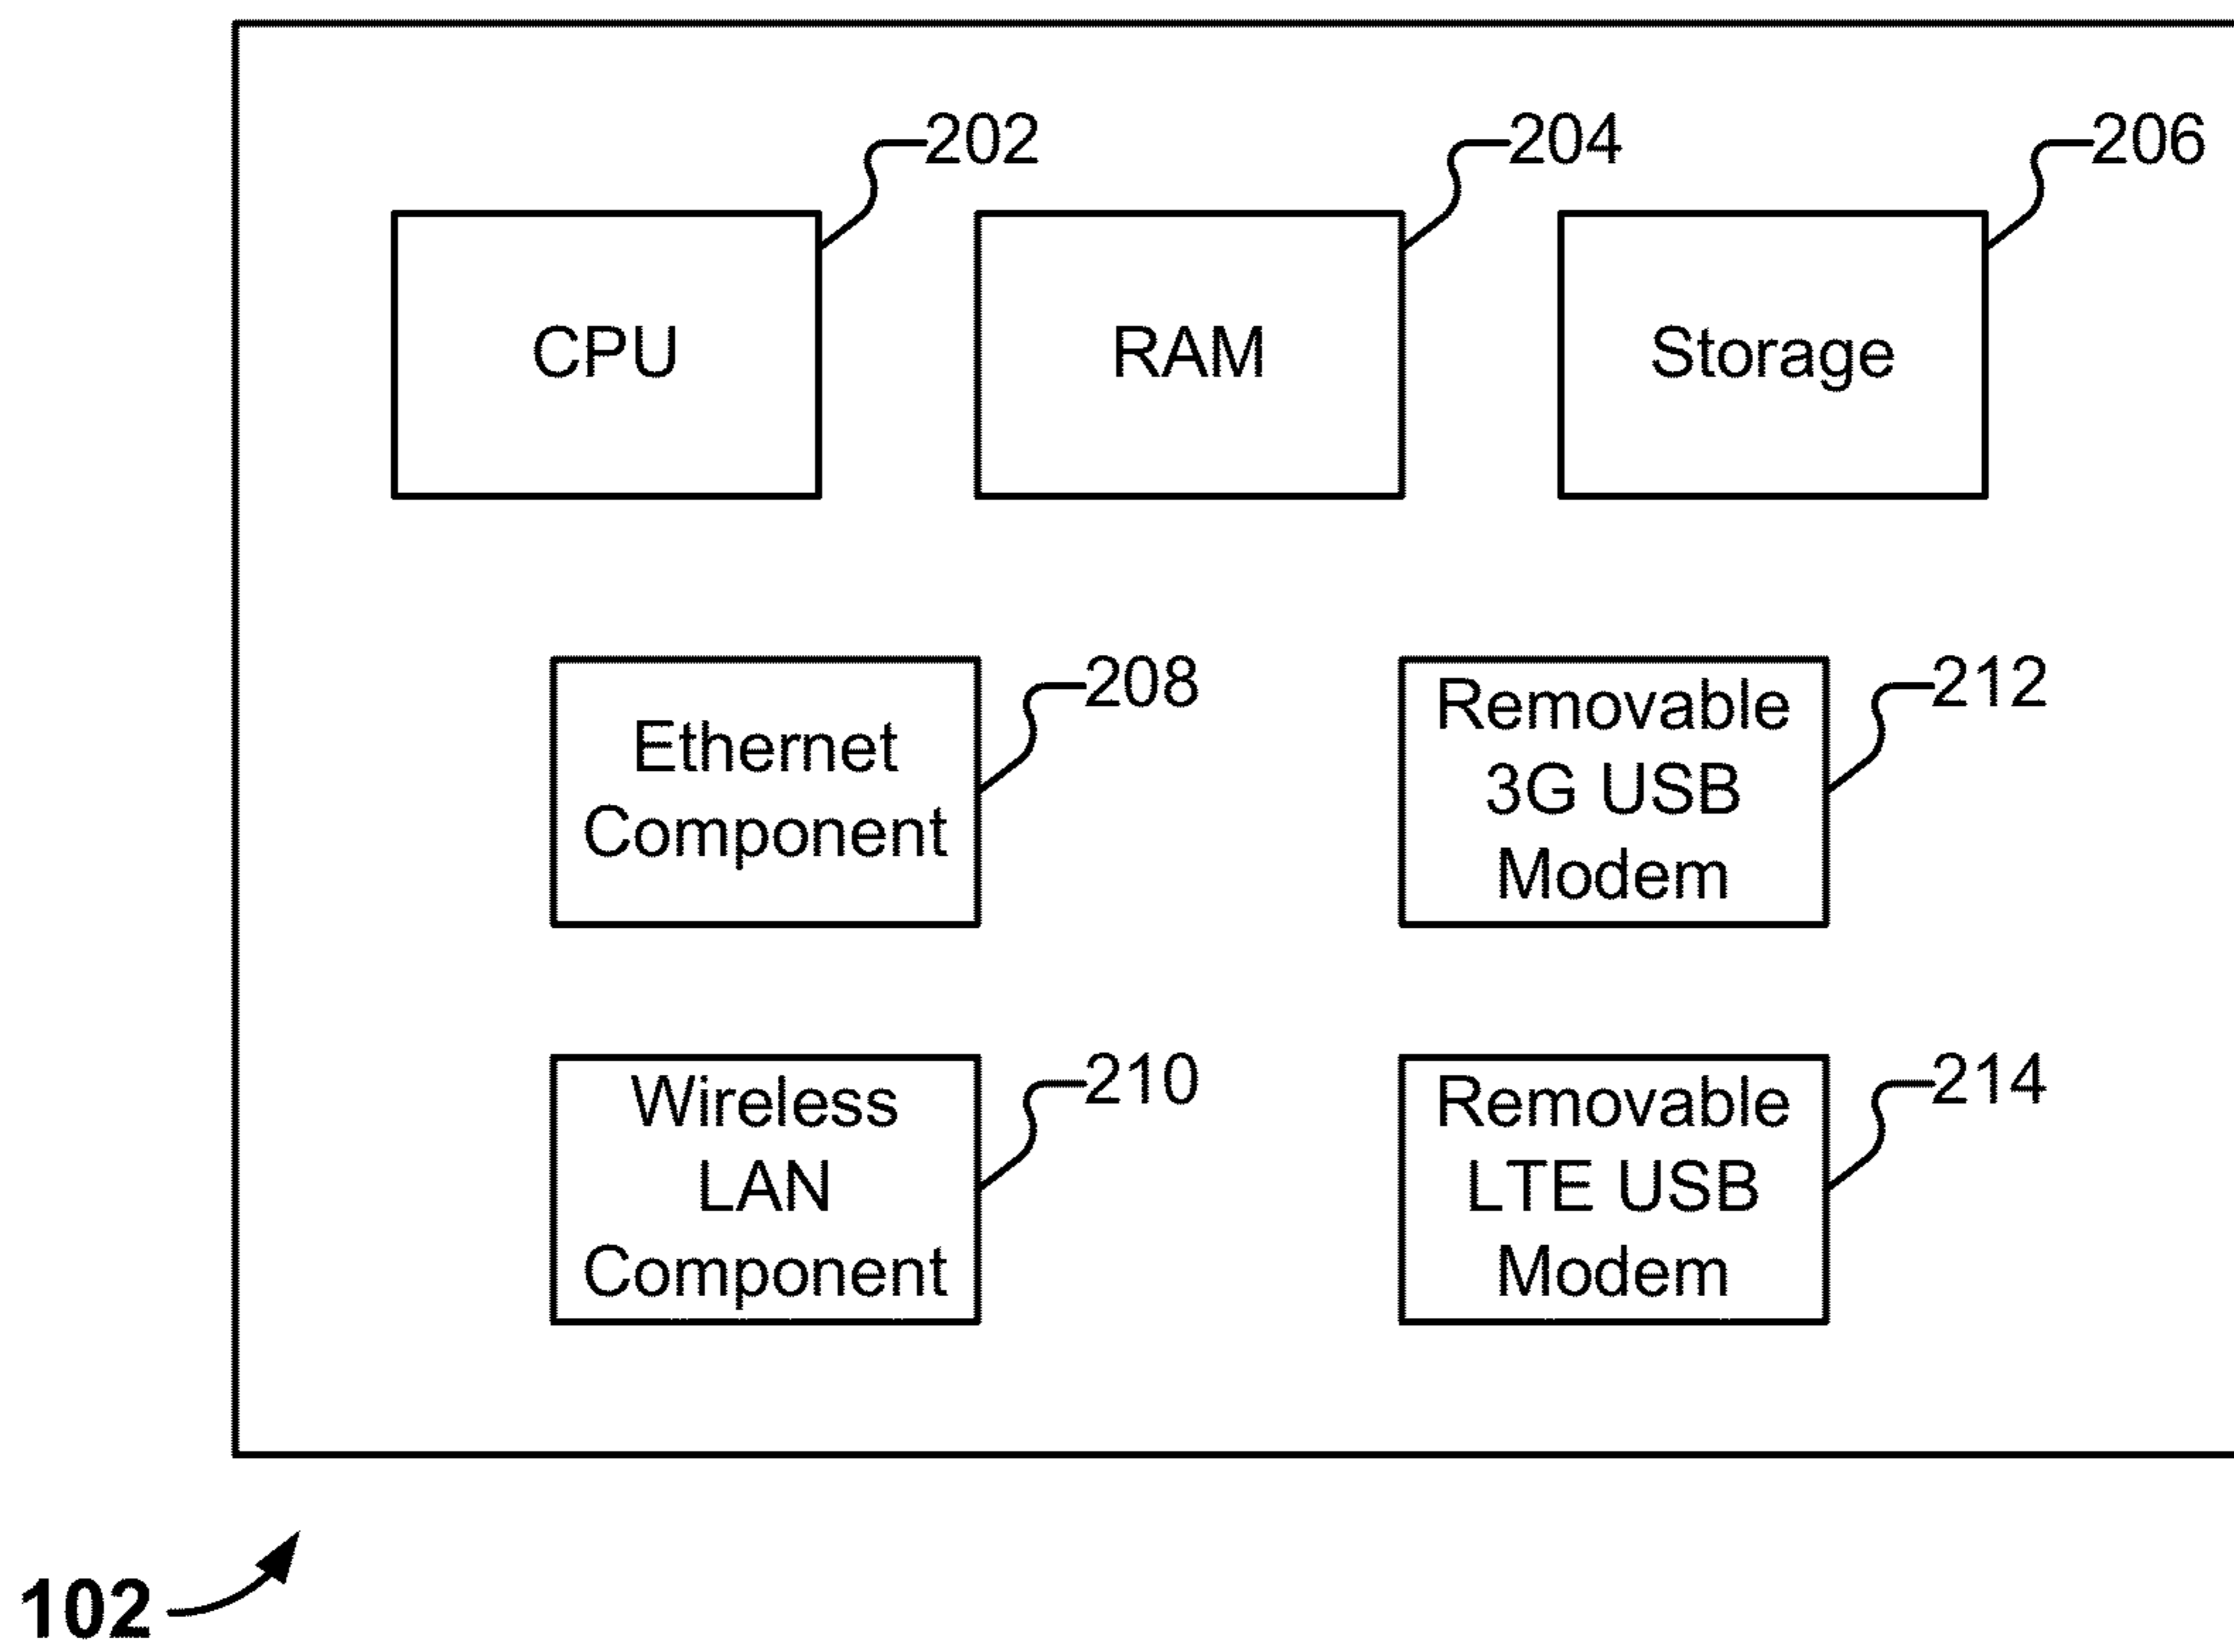 202
204
206
CPU
RAM
Storage
208
Ethernet
Component
212
Removable
3G USB
Modem
210
Wireless
LAN
Component
214
Removable
LTE USB
Modem
102